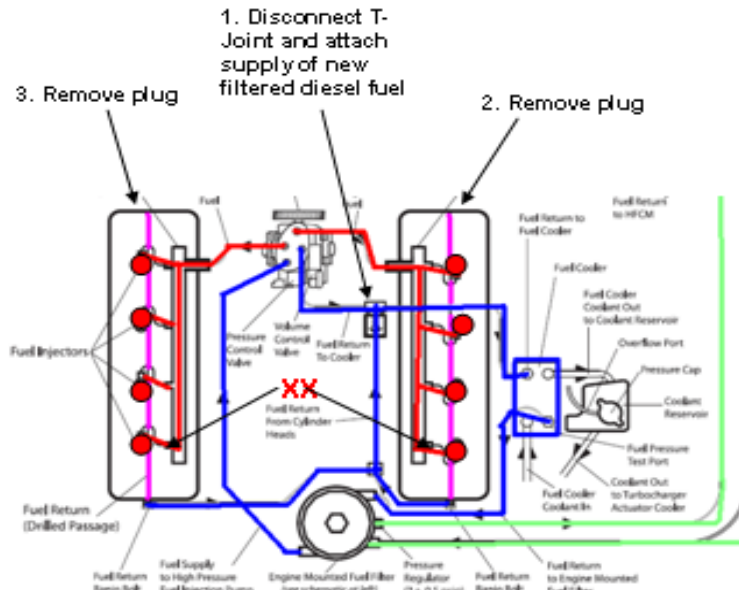 1. Disconnect T-
Joint and attach
supply of new
filtered diesel fuel
3. Remove plug
2. Remove plug
Fuel
Fuel Return
to HFCM
Fuel Return to
Fuel Cooler
Fuel Cooler
Fuel Cooler
Coolant Out
to Coolant Reservoir
Overflow Port
Pressure Cap
Coolant
Reservoir
Fuel Pressure
Test Port
Coolant Out
to Turbocharger
Actuator Cooler
Fuel Cooler
Coolant In
Pressure
Control
Valve
Volume
Control
Valve
Fuel Return
To Cooler
Fuel Injectors
XX
Fuel Return
From Cylinder
Heads
Fuel Return
(Drilled Passage)
Fuel Return
Fuel Supply
to High Pressure
Engine Mounted Fuel Filter
Pressure
Regulator
Fuel Return
Fuel Return
to Engine Mounted